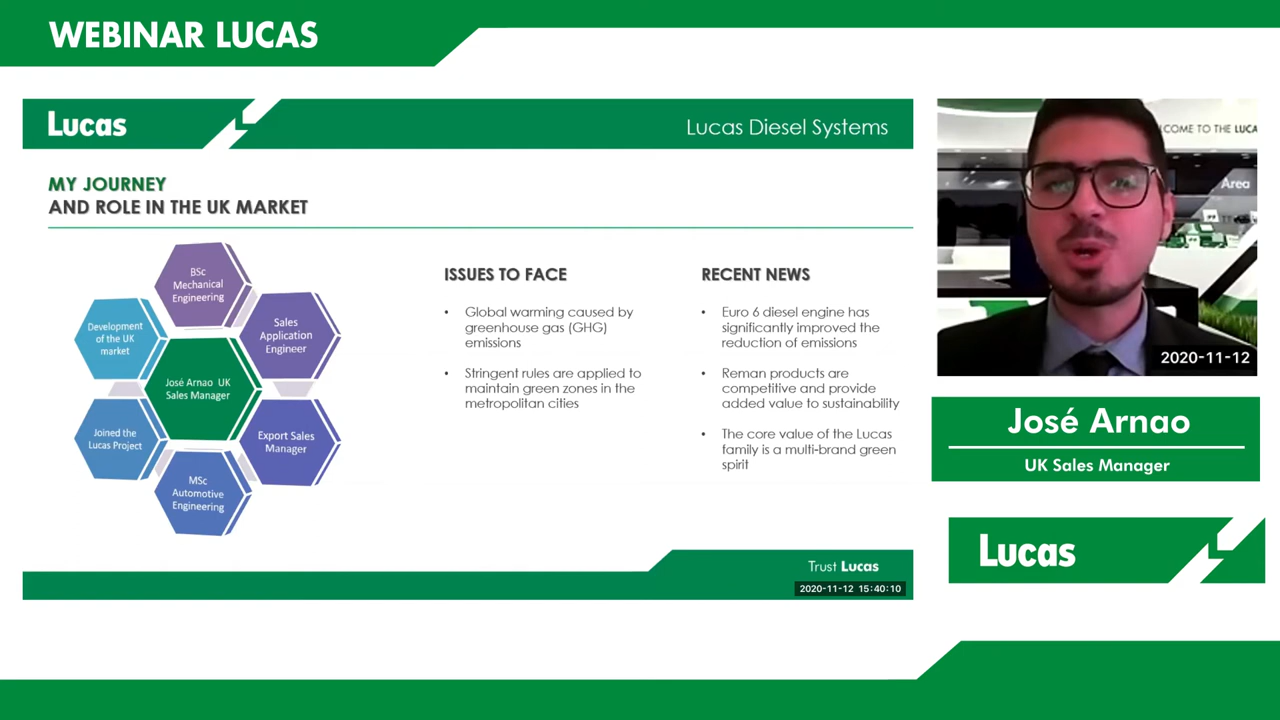 WEBINAR LUCAS
Lucas
Lucas Diesel Systems
MY JOURNEY
AND ROLE IN THE UK MARKET
BSc
Mechanical
Engineering
Sales
Application
Engineer
Export Sales
Manager
MSc
Automotive
Engineering
Joined the
Lucas Project
Development
of the UK
market
José Arnao UK
Sales Manager
ISSUES TO FACE
• Global warming caused by
greenhouse gas (GHG)
emissions
• Stringent rules are applied to
maintain green zones in the
metropolitan cities
RECENT NEWS
• Euro 6 diesel engine has
significantly improved the
reduction of emissions
• Reman products are
competitive and provide
added value to sustainability
• The core value of the Lucas
family is a multi-brand green
spirit
Trust Lucas
2020-11-12 15:40:10
COME TO THE LUCA
Area
2020-11-12
José Arnao
UK Sales Manager
Lucas